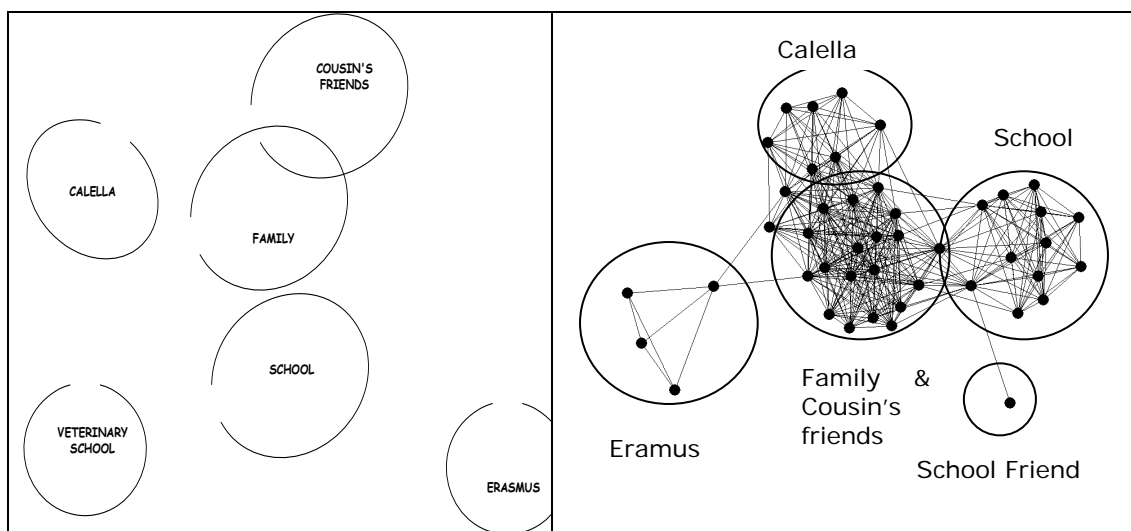 COUSIN'S
FRIENDS
CALELLA
FAMILY
SCHOOL
VETERINARY
SCHOOL
ERASMUS
Calella
School
Family &
Cousin's
friends
Eramus
School Friend